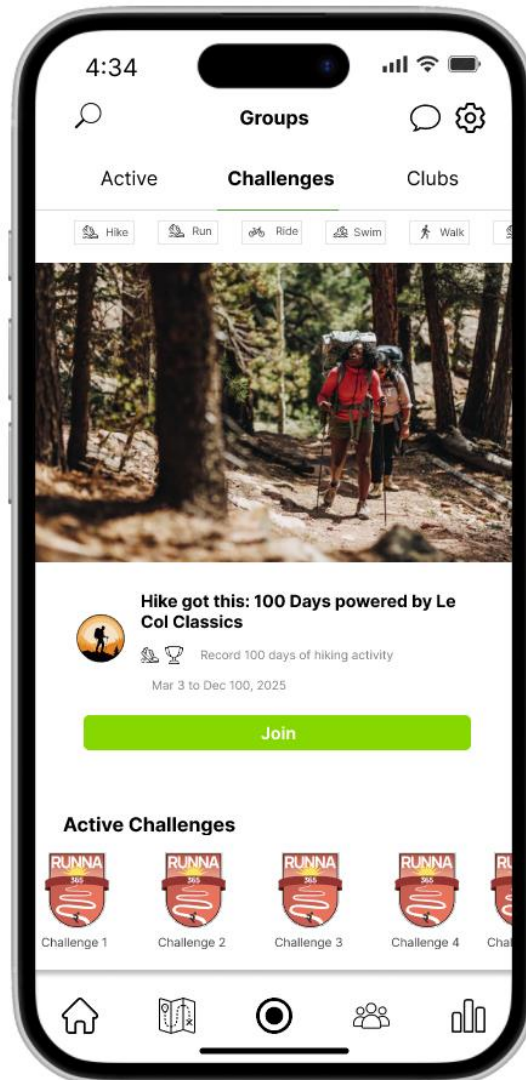 4:34
Groups
Active Challenges Clubs
Hike Run Ride Swim Walk
Hike got this: 100 Days powered by Le
Col Classics
Record 100 days of hiking activity
Mar 3 to Dec 100, 2025
Join
Active Challenges
RUNNA RUNNA RUNNA RUNNA RU
365 365 365 365
Challenge 1 Challenge 2 Challenge 3 Challenge 4 Chal